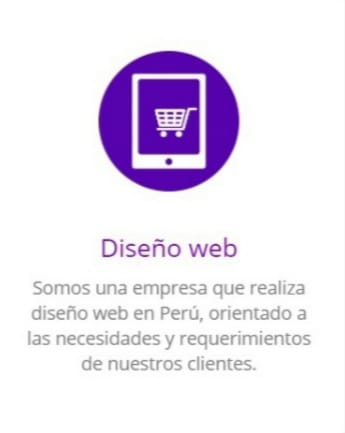 Diseño web
Somos una empresa que realiza
diseño web en Perú, orientado a
las necesidades y requerimientos
de nuestros clientes.